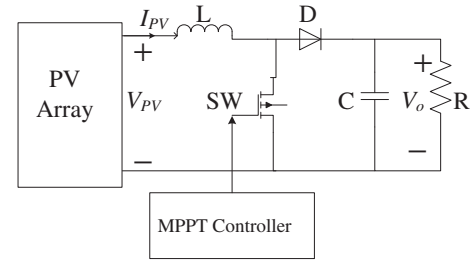 I_PV
L
D
+
+
PV
Array
V_PV
SW
C
V_o
R
−
−
MPPT Controller